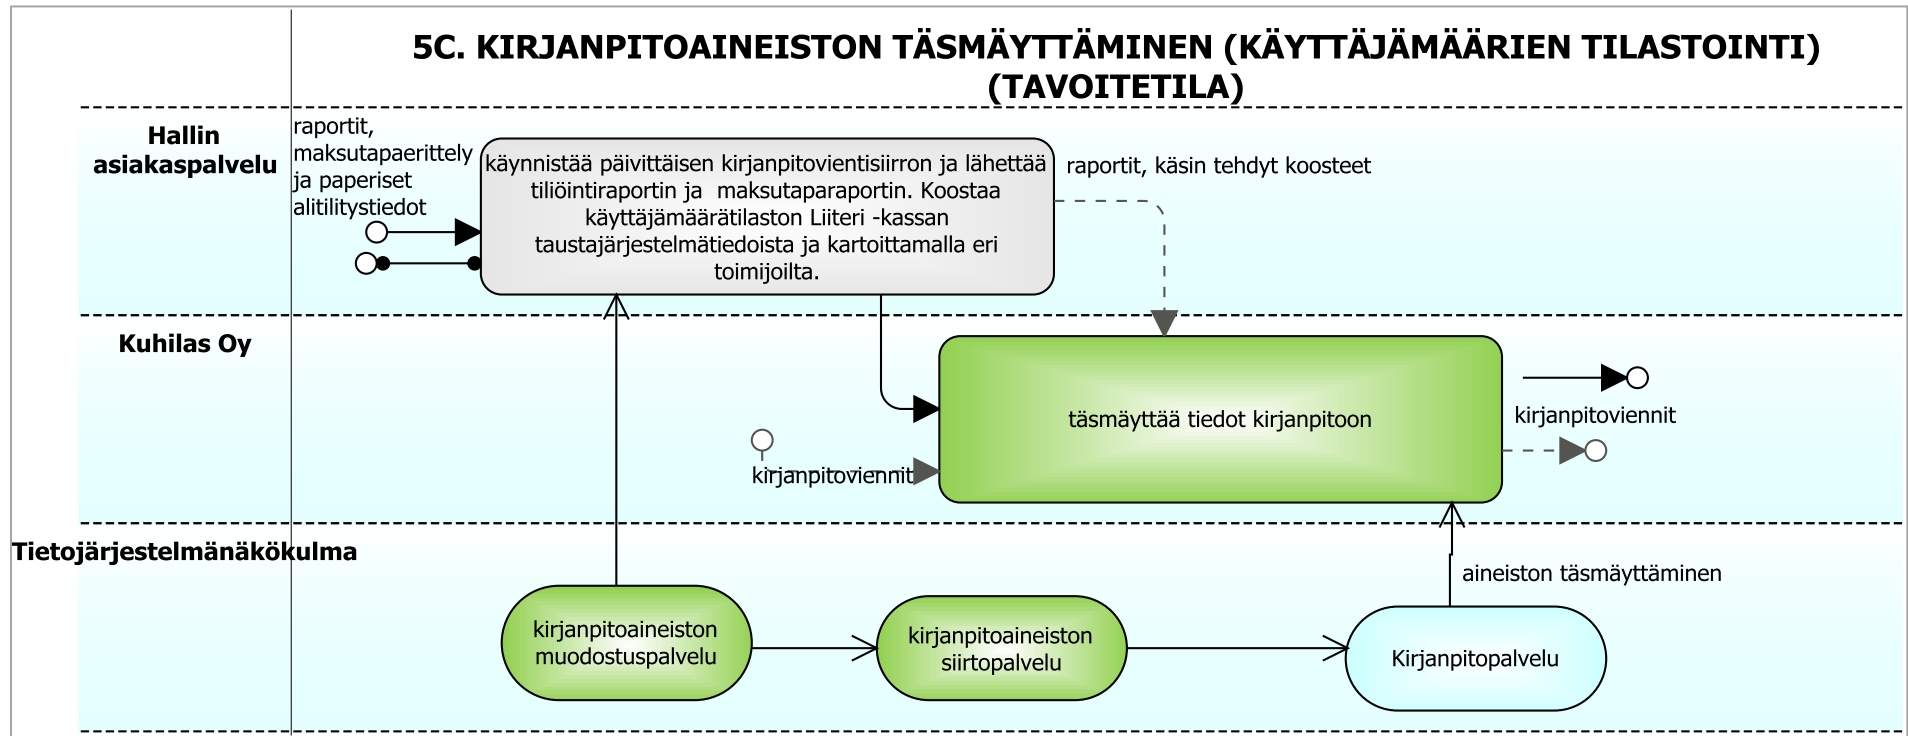 5C. KIRJANPITOAINEISTON TÄSMÄYTTÄMINEN (KÄYTTÄJÄMÄÄRIEN TILASTOINTI)
(TAVOITETILA)
Hallin
asiakaspalvelu
raportit,
maksutapaerittely
ja paperiset
alitilitystiedot
käynnistää päivittäisen kirjanpitovientisiirron ja lähettää
tiliöintiraportin ja  maksutaparaportin. Koostaa
käyttäjämäärätilaston Liiteri -kassan
taustajärjestelmätiedoista ja kartoittamalla eri
toimijoilta.
raportit, käsin tehdyt koosteet
Kuhilas Oy
täsmäyttää tiedot kirjanpitoon
kirjanpitoviennit
kirjanpitoviennit
Tietojärjestelmänäkökulma
aineiston täsmäyttäminen
kirjanpitoaineiston
muodostuspalvelu
kirjanpitoaineiston
siirtopalvelu
Kirjanpitopalvelu